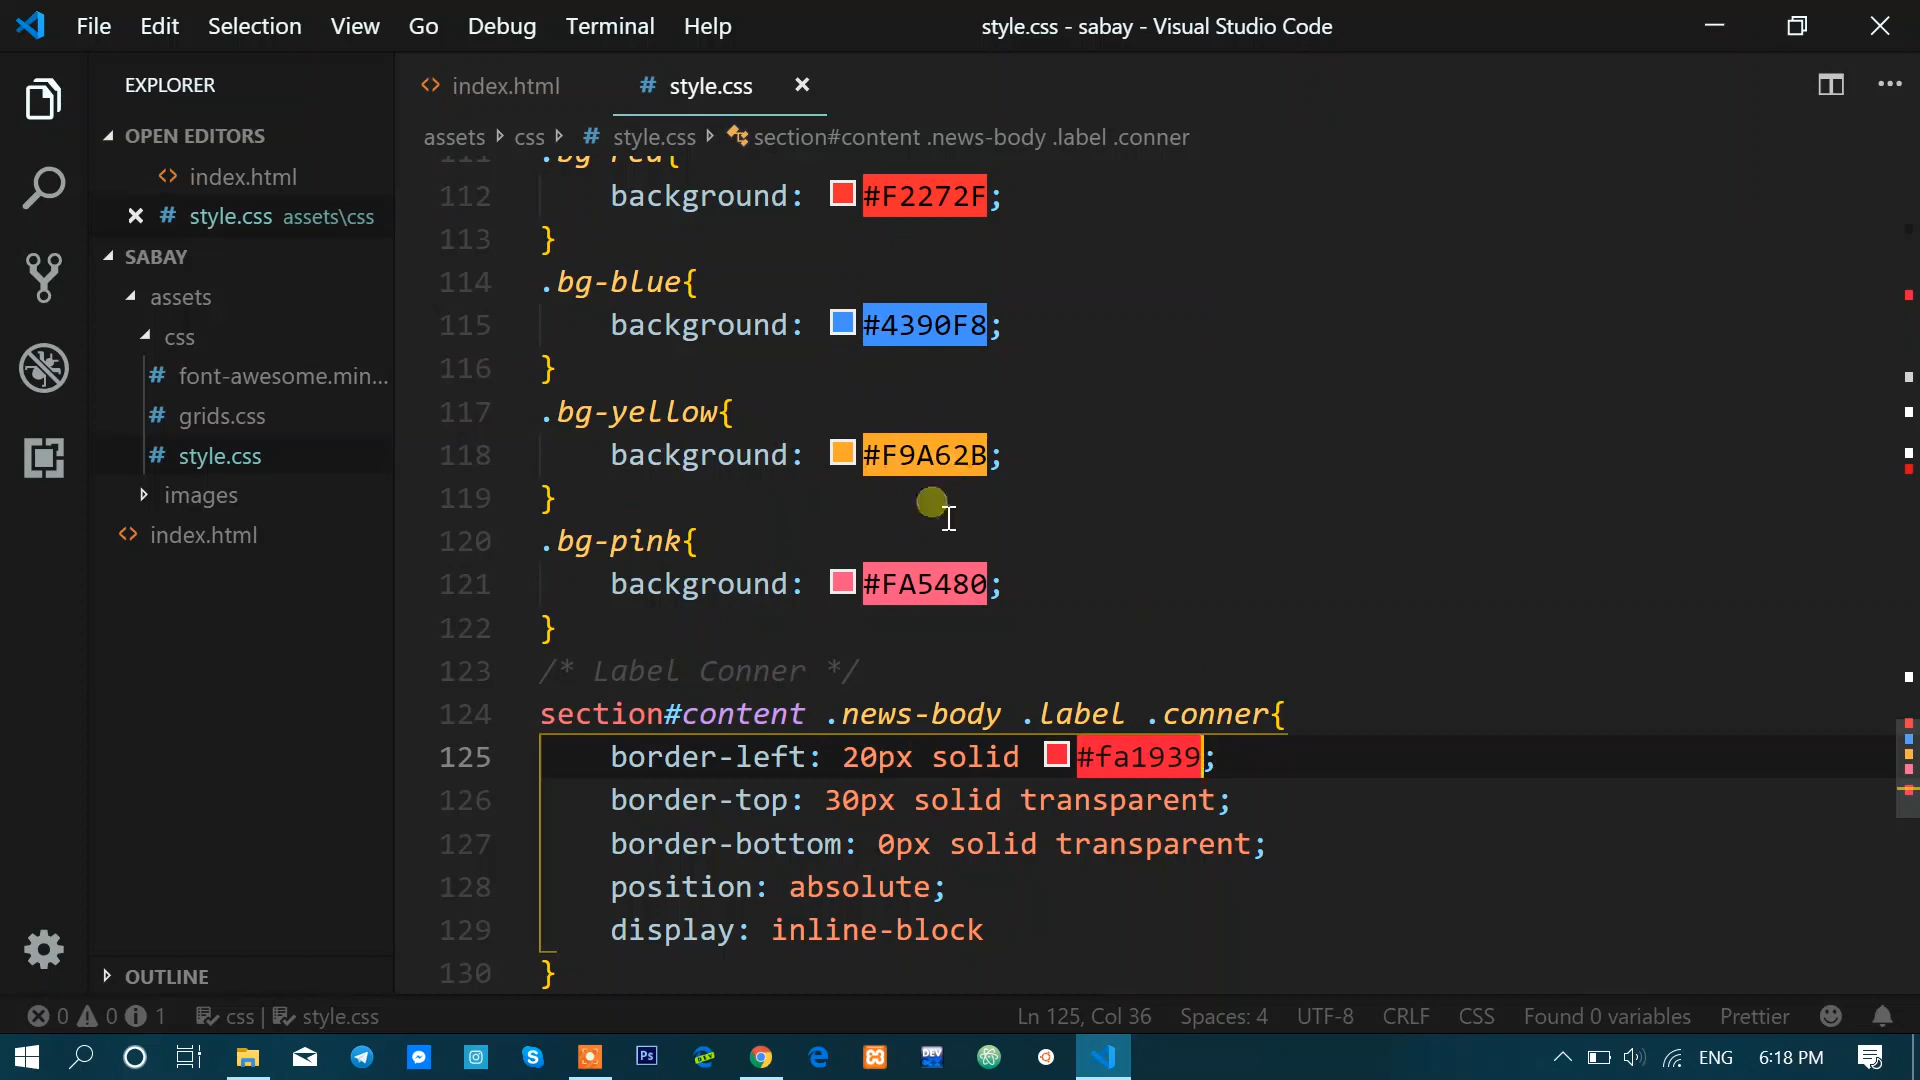 File Edit Selection View Go Debug Terminal Help
style.css - sabay - Visual Studio Code
EXPLORER
OPEN EDITORS
index.html
style.css assets\css
SABAY
assets
css
font-awesome.min...
grids.css
style.css
images
index.html
OUTLINE
index.html
style.css
assets css style.css section#content .news-body .label .conner
111 .bg-red{
112 background: #F2272F;
113 }
114 .bg-blue{
115 background: #4390F8;
116 }
117 .bg-yellow{
118 background: #F9A62B;
119 }
120 .bg-pink{
121 background: #FA5480;
122 }
123 /* Label Conner */
124 section#content .news-body .label .conner{
125 border-left: 20px solid #fa1939;
126 border-top: 30px solid transparent;
127 border-bottom: 0px solid transparent;
128 position: absolute;
129 display: inline-block
130 }
0 0 1 css | style.css
Ln 125, Col 36 Spaces: 4 UTF-8 CRLF CSS Found 0 variables Prettier
Ps
DEV
ENG 6:18 PM